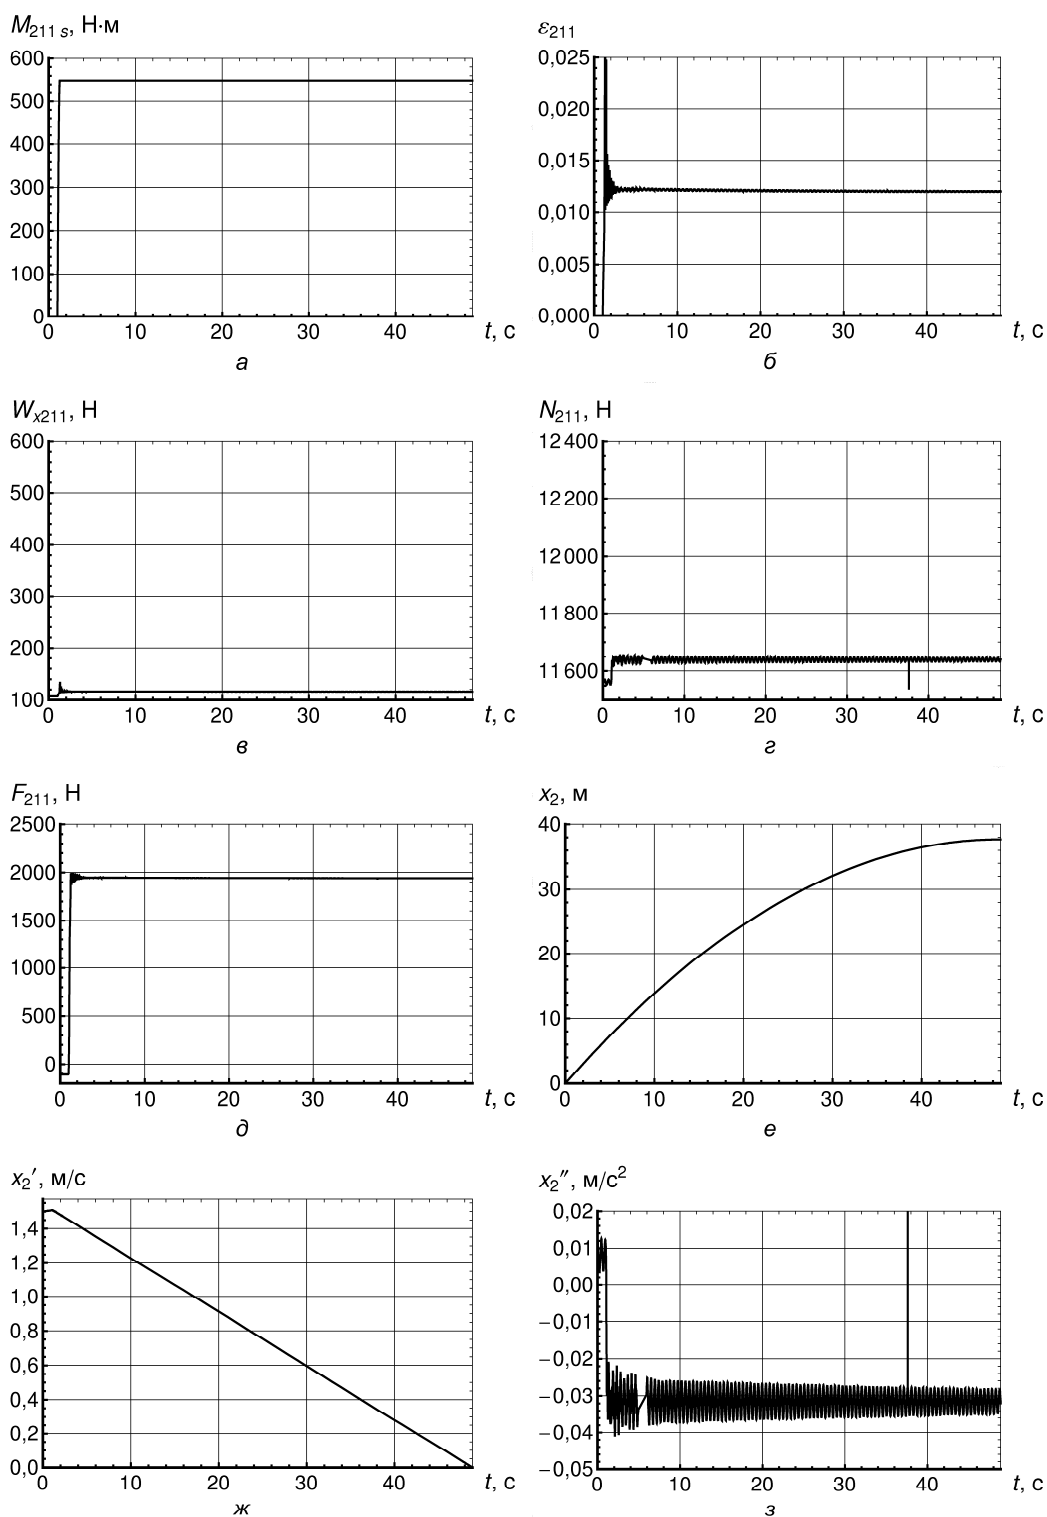 M211 s, Н·м
600
500
400
300
200
100
0
0 10 20 30 40 t, с
а
ε211
0,025
0,020
0,015
0,010
0,005
0,000
0 10 20 30 40 t, с
б
Wx211, Н
600
500
400
300
200
100
0 10 20 30 40 t, с
в
N211, Н
12 400
12 200
12 000
11 800
11 600
0 10 20 30 40 t, с
г
F211, Н
2500
2000
1500
1000
500
0
0 10 20 30 40 t, с
д
x2, м
40
30
20
10
0
0 10 20 30 40 t, с
е
x2′, м/с
1,4
1,2
1,0
0,8
0,6
0,4
0,2
0,0
0 10 20 30 40 t, с
ж
x2″, м/с2
0,02
0,01
0,00
−0,01
−0,02
−0,03
−0,04
−0,05
0 10 20 30 40 t, с
з